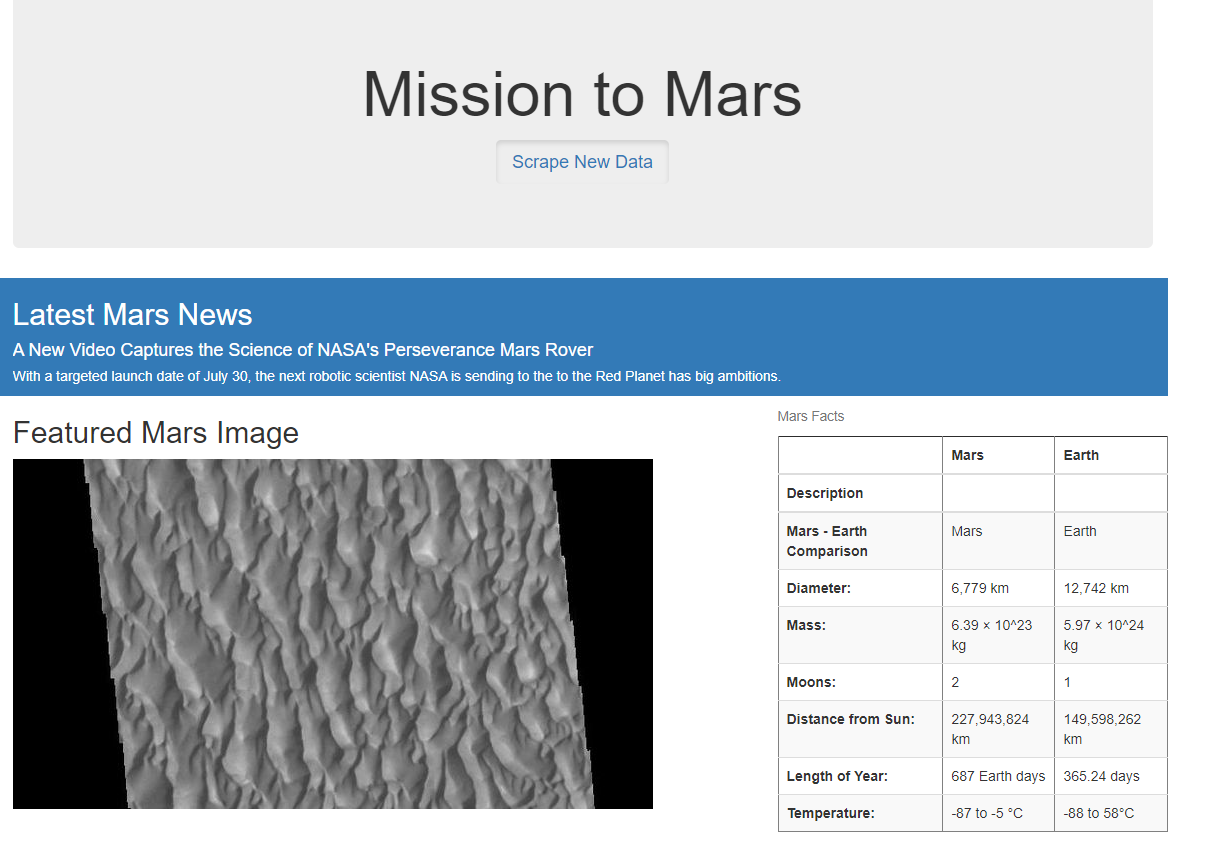 Mission to Mars
Scrape New Data
Latest Mars News
A New Video Captures the Science of NASA's Perseverance Mars Rover
With a targeted launch date of July 30, the next robotic scientist NASA is sending to the to the Red Planet has big ambitions.
Featured Mars Image
Mars Facts
Mars Earth
Description
Mars - Earth Comparison Mars Earth
Diameter: 6,779 km 12,742 km
Mass: 6.39 × 10^23 kg 5.97 × 10^24 kg
Moons: 2 1
Distance from Sun: 227,943,824 km 149,598,262 km
Length of Year: 687 Earth days 365.24 days
Temperature: -87 to -5 °C -88 to 58°C